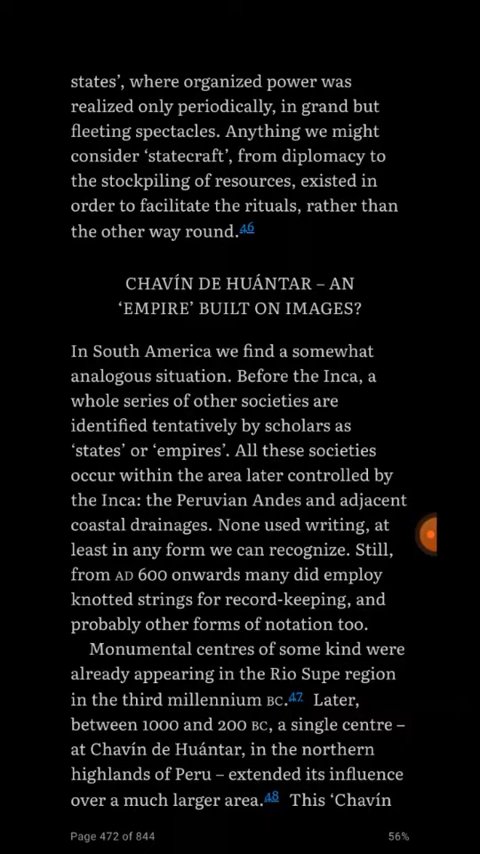 states’, where organized power was
realized only periodically, in grand but
fleeting spectacles. Anything we might
consider ‘statecraft’, from diplomacy to
the stockpiling of resources, existed in
order to facilitate the rituals, rather than
the other way round.46
CHAVÍN DE HUÁNTAR – AN
‘EMPIRE’ BUILT ON IMAGES?
In South America we find a somewhat
analogous situation. Before the Inca, a
whole series of other societies are
identified tentatively by scholars as
‘states’ or ‘empires’. All these societies
occur within the area later controlled by
the Inca: the Peruvian Andes and adjacent
coastal drainages. None used writing, at
least in any form we can recognize. Still,
from AD 600 onwards many did employ
knotted strings for record-keeping, and
probably other forms of notation too.
Monumental centres of some kind were
already appearing in the Rio Supe region
in the third millennium BC.47 Later,
between 1000 and 200 BC, a single centre –
at Chavín de Huántar, in the northern
highlands of Peru – extended its influence
over a much larger area.48 This ‘Chavín
Page 472 of 844 56%